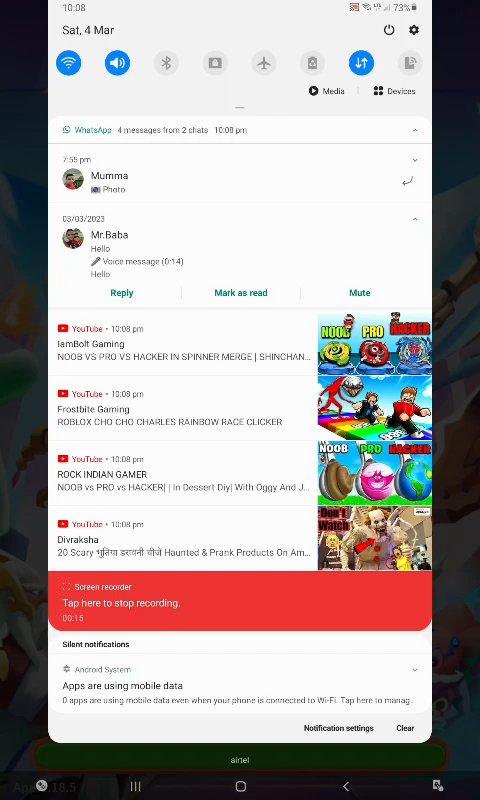 10:08
73%
Sat, 4 Mar
Media
Devices
WhatsApp 4 messages from 2 chats 10:08 pm
7:55 pm
Mumma
📷 Photo
03/03/2023
Mr.Baba
Hello
🎤 Voice message (0:14)
Hello
Reply
Mark as read
Mute
YouTube • 10:08 pm
IamBolt Gaming
NOOB VS PRO VS HACKER IN SPINNER MERGE | SHINCHAN...
NOOB PRO HACKER
YouTube • 10:08 pm
Frostbite Gaming
ROBLOX CHO CHO CHARLES RAINBOW RACE CLICKER
YouTube • 10:08 pm
ROCK INDIAN GAMER
NOOB vs PRO vs HACKER| | In Dessert Diy| With Oggy And J...
NOOB PRO HACKER
YouTube • 10:08 pm
Divraksha
20 Scary भुतिया डरावनी चीजें Haunted & Prank Products On Am...
Don't
Watch
Screen recorder
Tap here to stop recording.
00:15
Silent notifications
Android System
Apps are using mobile data
0 apps are using mobile data even when your phone is connected to Wi-Fi. Tap here to manag..
Notification settings
Clear
airtel
18.5